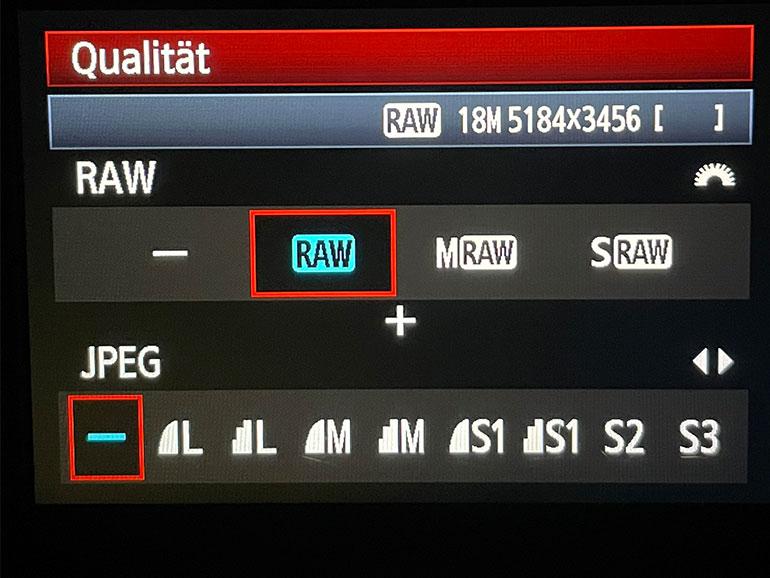 Qualität
RAW 18M 5184x3456 [ ]
RAW
— RAW MRAW SRAW
+
JPEG
— L L M M S1 S1 S2 S3